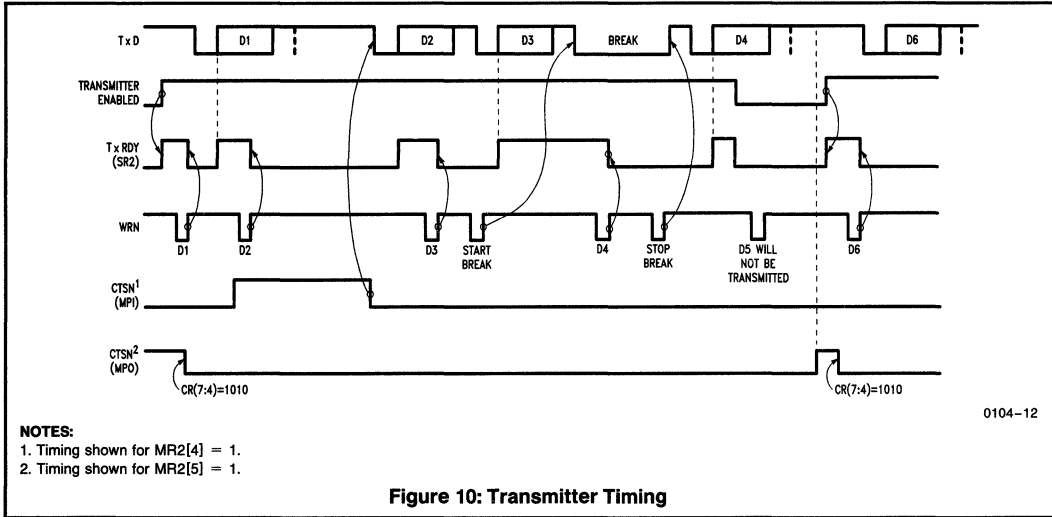 TxD
D1
D2
D3
BREAK
D4
D6
TRANSMITTER
ENABLED
TxRDY
(SR2)
WRN
D1
D2
D3
START
BREAK
D4
STOP
BREAK
D5 WILL
NOT BE
TRANSMITTED
D6
CTSN1
(MPI)
CTSN2
(MPO)
CR(7:4)=1010
CR(7:4)=1010
0104–12
NOTES:
1. Timing shown for MR2[4] = 1.
2. Timing shown for MR2[5] = 1.
Figure 10: Transmitter Timing